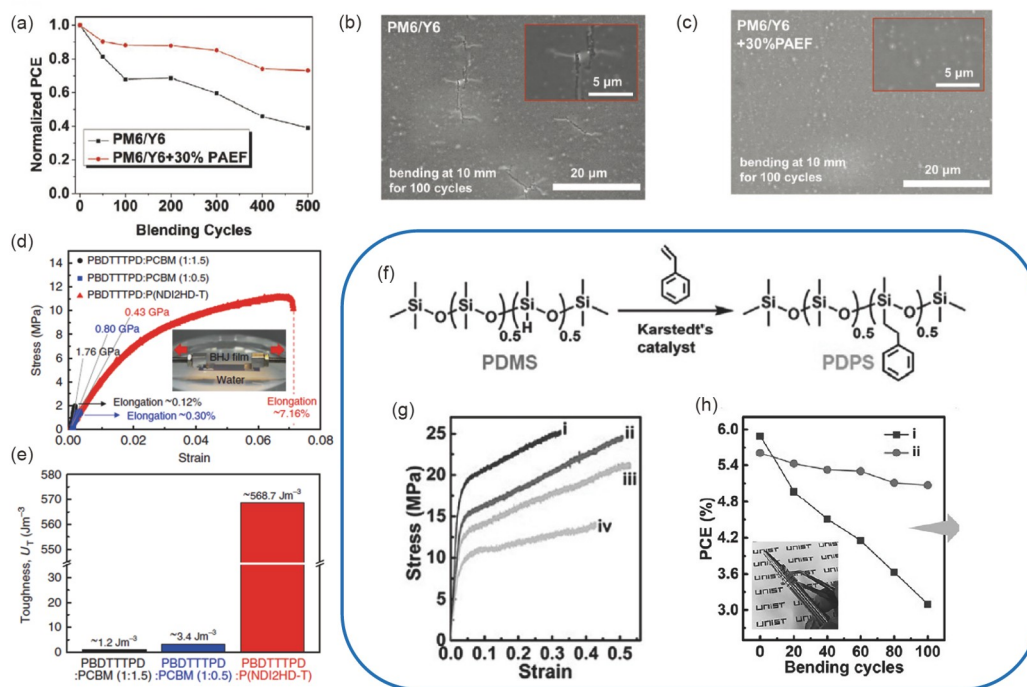 (a)
Normalized PCE
1.0
0.8
0.6
0.4
0.2
0.0
PM6/Y6
PM6/Y6+30% PAEF
0 100 200 300 400 500
Blending Cycles
(b)
PM6/Y6
5 μm
bending at 10 mm
for 100 cycles
20 μm
(c)
PM6/Y6
+30%PAEF
5 μm
bending at 10 mm
for 100 cycles
20 μm
(d)
Stress (MPa)
14
12
10
8
6
4
2
0
PBDTTTPD:PCBM (1:1.5)
PBDTTTPD:PCBM (1:0.5)
PBDTTTPD:P(NDI2HD-T)
0.43 GPa
0.80 GPa
1.76 GPa
BHJ film
Water
Elongation ~0.12%
Elongation ~0.30%
Elongation
~7.16%
0 0.02 0.04 0.06 0.08
Strain
(e)
Toughness, U_T (Jm⁻³)
580
570
560
550
30
20
10
0
~1.2 Jm⁻³
~3.4 Jm⁻³
~568.7 Jm⁻³
PBDTTTPD
:PCBM (1:1.5)
PBDTTTPD
:PCBM (1:0.5)
PBDTTTPD
:P(NDI2HD-T)
(f)
Si O Si O Si O Si
H
0.5 0.5
PDMS
Karstedt's
catalyst
Si O Si O Si O Si
0.5 0.5
PDPS
(g)
Stress (MPa)
25
20
15
10
5
0
i
ii
iii
iv
0.0 0.1 0.2 0.3 0.4 0.5
Strain
(h)
PCE (%)
6.0
5.4
4.8
4.2
3.6
3.0
i
ii
UNIST
0 20 40 60 80 100
Bending cycles